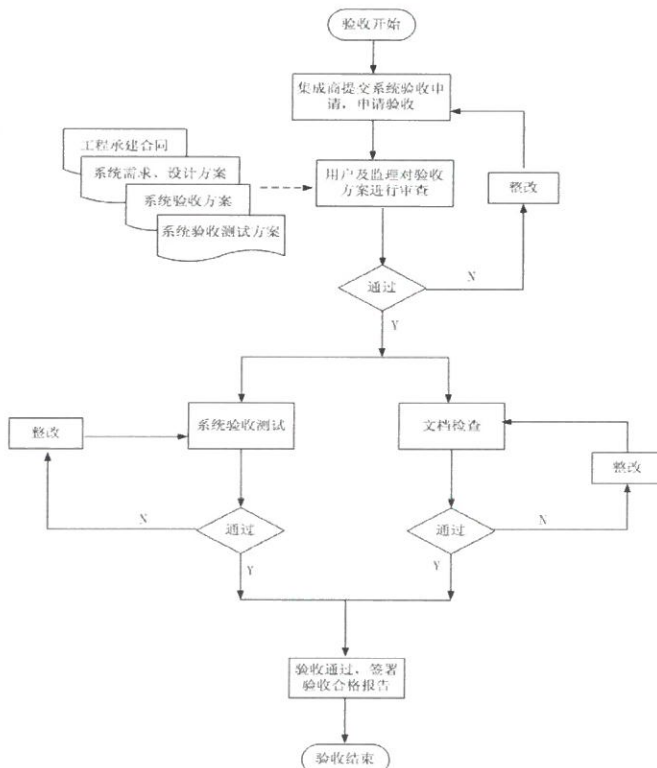 验收开始
集成商提交系统验收申
请，申请验收
工程承建合同
系统需求、设计方案
系统验收方案
系统验收测试方案
用户及监理对验收
方案进行审查
整改
通过
N
Y
系统验收测试
文档检查
整改
整改
通过
N
Y
通过
N
Y
验收通过，签署
验收合格报告
验收结束